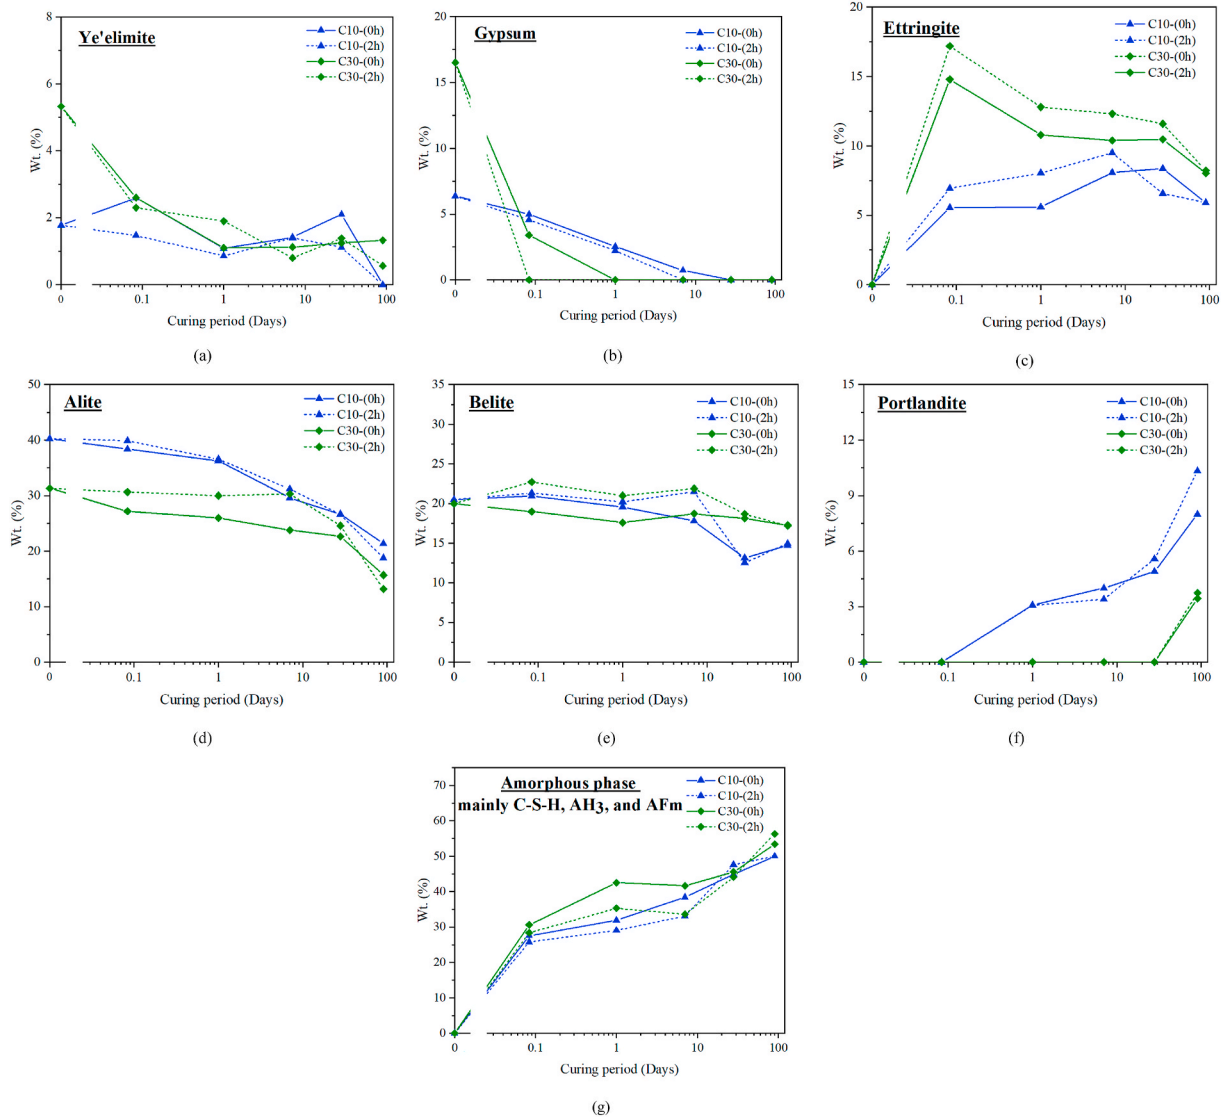 Ye'elimite
C10-(0h)
C10-(2h)
C30-(0h)
C30-(2h)
8
6
4
2
0
Wt. (%)
0 0.1 1 10 100
Curing period (Days)
(a)
Gypsum
C10-(0h)
C10-(2h)
C30-(0h)
C30-(2h)
20
15
10
5
0
Wt. (%)
0 0.1 1 10 100
Curing period (Days)
(b)
Ettringite
C10-(0h)
C10-(2h)
C30-(0h)
C30-(2h)
20
15
10
5
0
Wt. (%)
0 0.1 1 10 100
Curing period (Days)
(c)
Alite
C10-(0h)
C10-(2h)
C30-(0h)
C30-(2h)
50
40
30
20
10
0
Wt. (%)
0 0.1 1 10 100
Curing period (Days)
(d)
Belite
C10-(0h)
C10-(2h)
C30-(0h)
C30-(2h)
35
30
25
20
15
10
5
0
Wt. (%)
0 0.1 1 10 100
Curing period (Days)
(e)
Portlandite
C10-(0h)
C10-(2h)
C30-(0h)
C30-(2h)
15
12
9
6
3
0
Wt. (%)
0 0.1 1 10 100
Curing period (Days)
(f)
Amorphous phase
mainly C-S-H, AH3, and AFm
C10-(0h)
C10-(2h)
C30-(0h)
C30-(2h)
70
60
50
40
30
20
10
0
Wt. (%)
0 0.1 1 10 100
Curing period (Days)
(g)